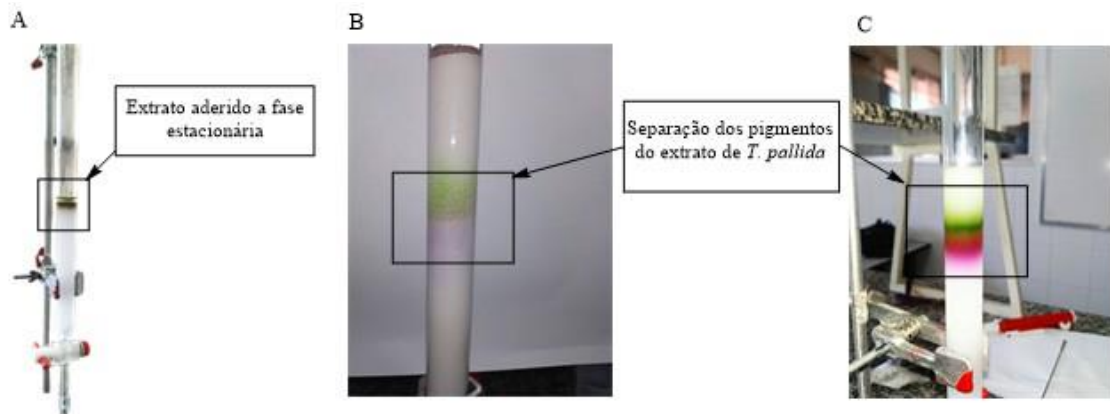 A
B
C
Extrato aderido a fase
estacionária
Separação dos pigmentos
do extrato de T. pallida